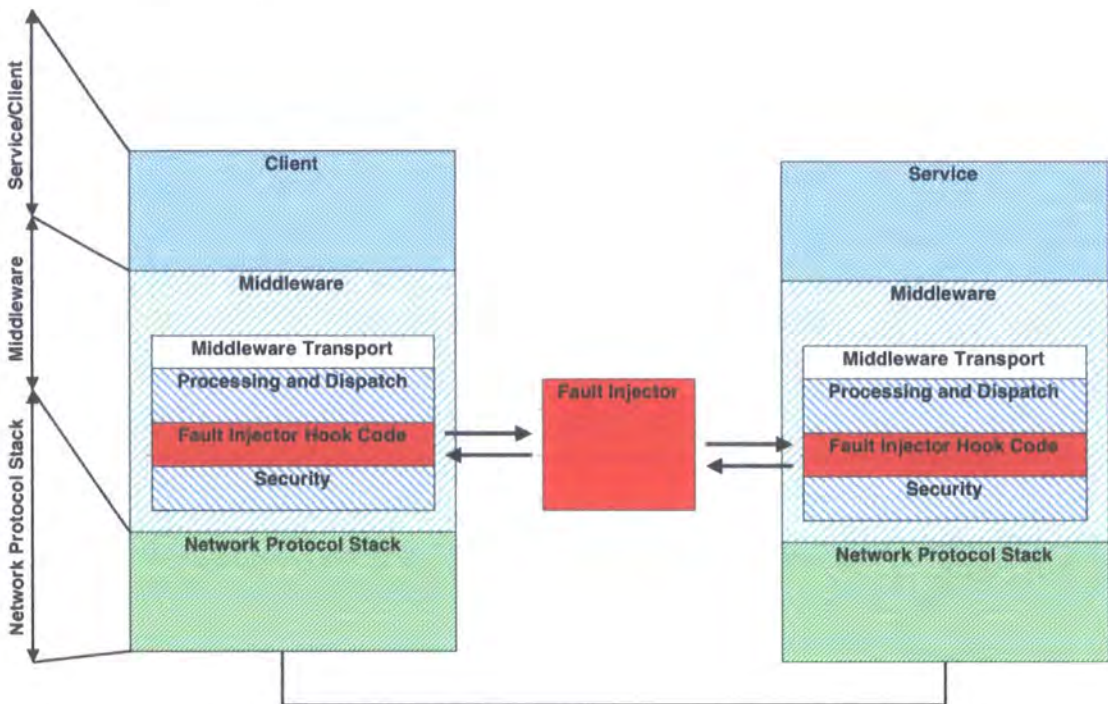 Service/Client
Middleware
Network Protocol Stack
Client
Middleware
Middleware Transport
Processing and Dispatch
Fault Injector Hook Code
Security
Network Protocol Stack
Fault Injector
Service
Middleware
Middleware Transport
Processing and Dispatch
Fault Injector Hook Code
Security
Network Protocol Stack